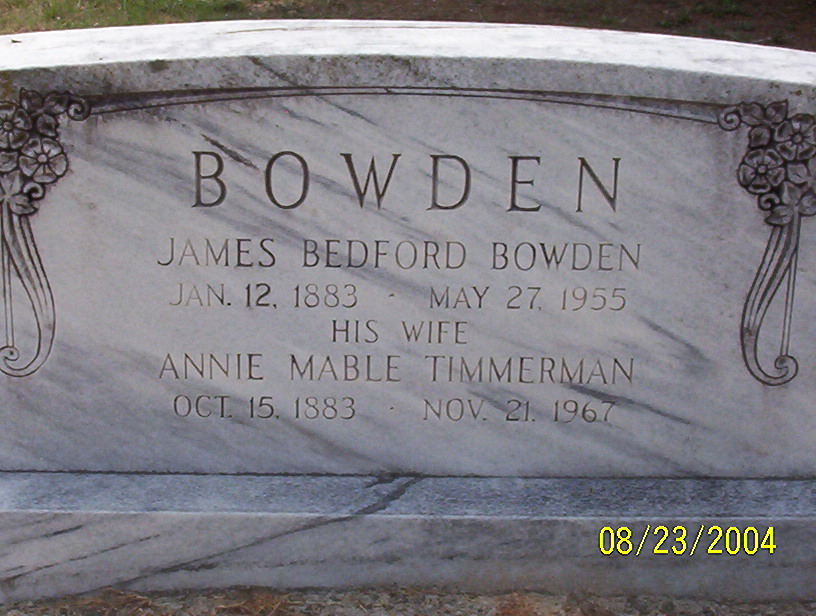 BOWDEN
JAMES BEDFORD BOWDEN
JAN. 12, 1883 · MAY 27, 1955
HIS WIFE
ANNIE MABLE TIMMERMAN
OCT. 15, 1883 · NOV. 21, 1967
08/23/2004